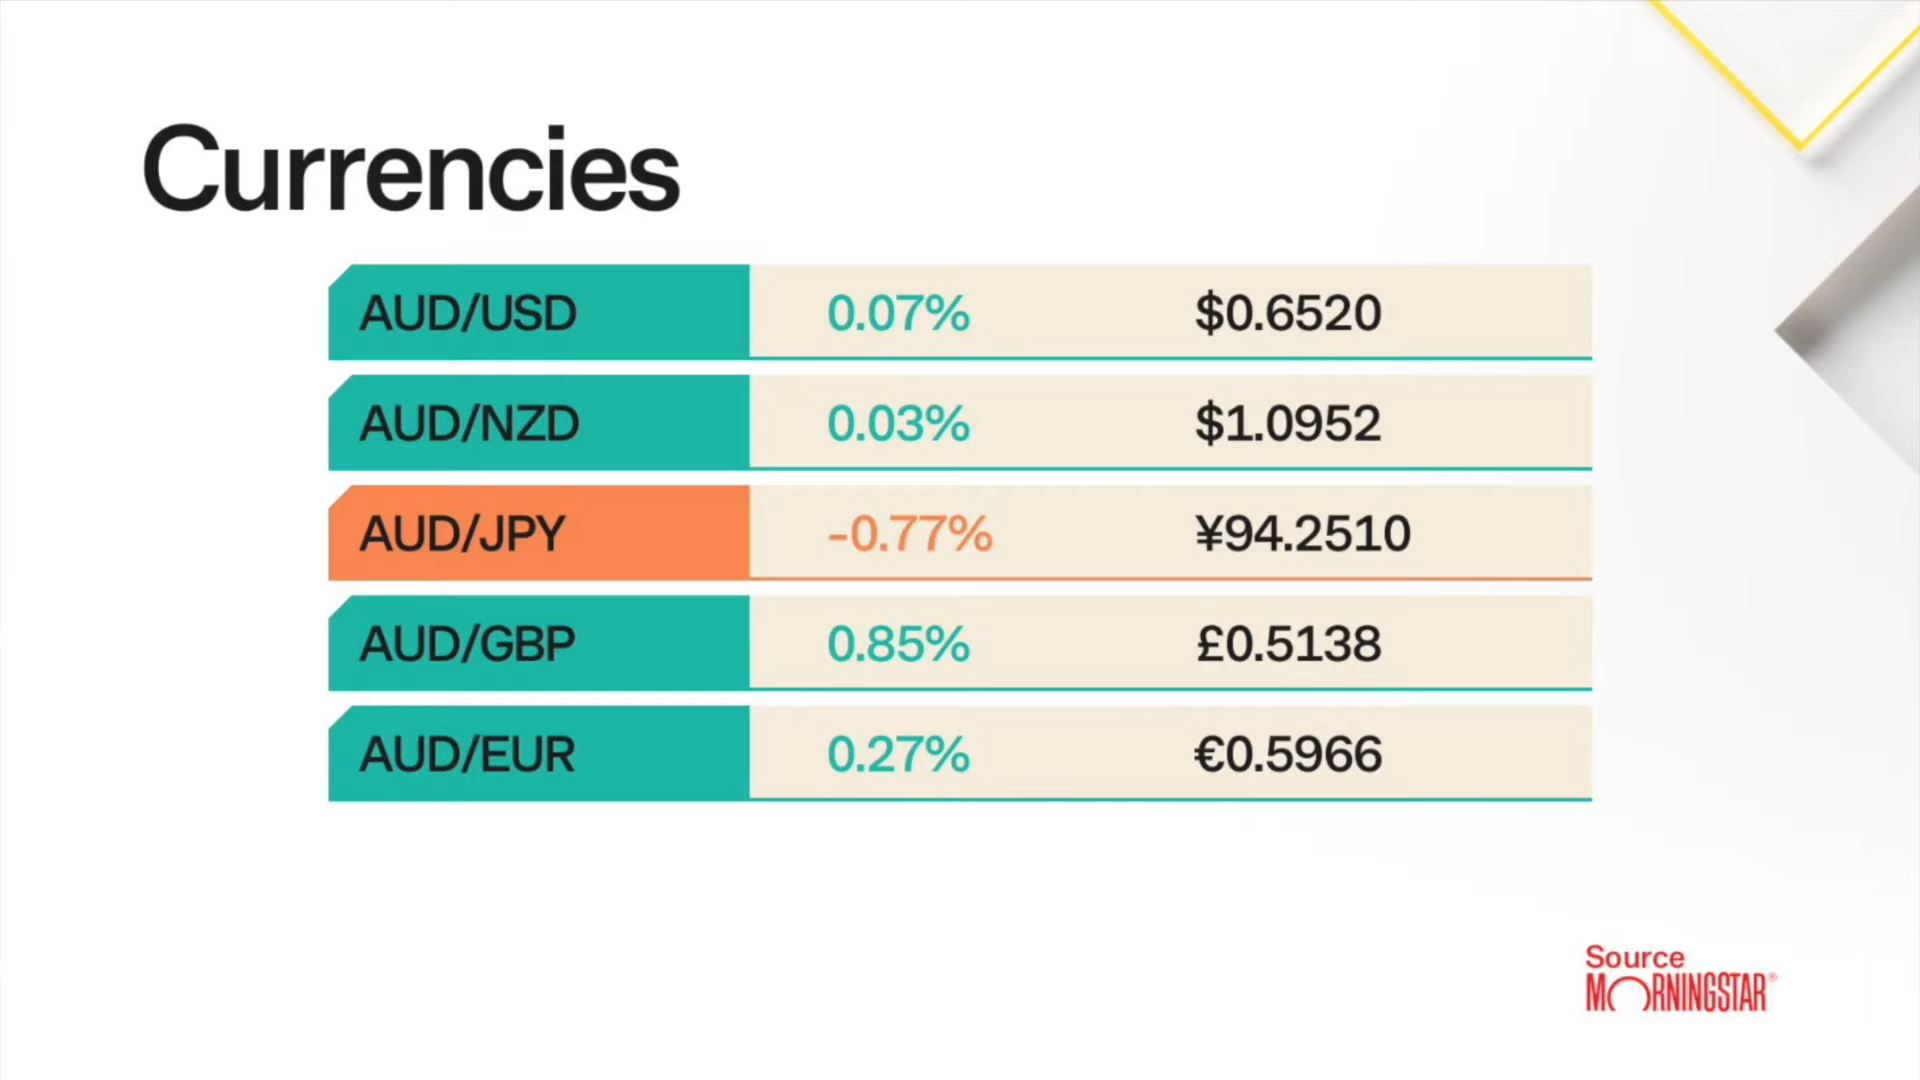 Currencies
AUD/USD 0.07% $0.6520
AUD/NZD 0.03% $1.0952
AUD/JPY -0.77% ¥94.2510
AUD/GBP 0.85% £0.5138
AUD/EUR 0.27% €0.5966
Source
MORNINGSTAR®